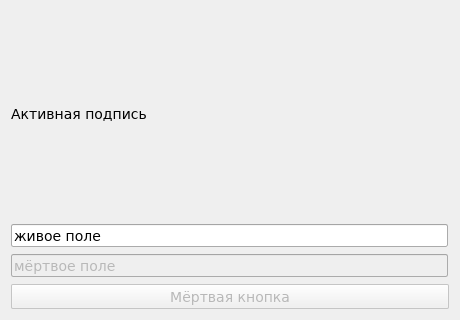 Активная подпись
живое поле
мёртвое поле
Мёртвая кнопка